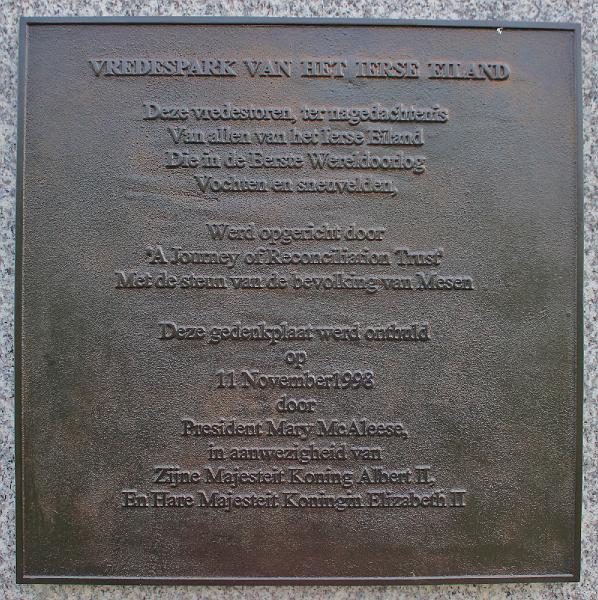 VREDESPARK VAN HET IERSE EILAND
Deze vredestoren, ter nagedachtenis
Van allen van het Ierse Eiland
Die in de Eerste Wereldoorlog
Vochten en sneuvelden,
Werd opgericht door
'A Journey of Reconciliation Trust'
Met de steun van de bevolking van Mesen
Deze gedenkplaat werd onthuld
op
11 November1998
door
President Mary McAleese,
in aanwezigheid van
Zijne Majesteit Koning Albert II,
En Hare Majesteit Koningin Elizabeth II